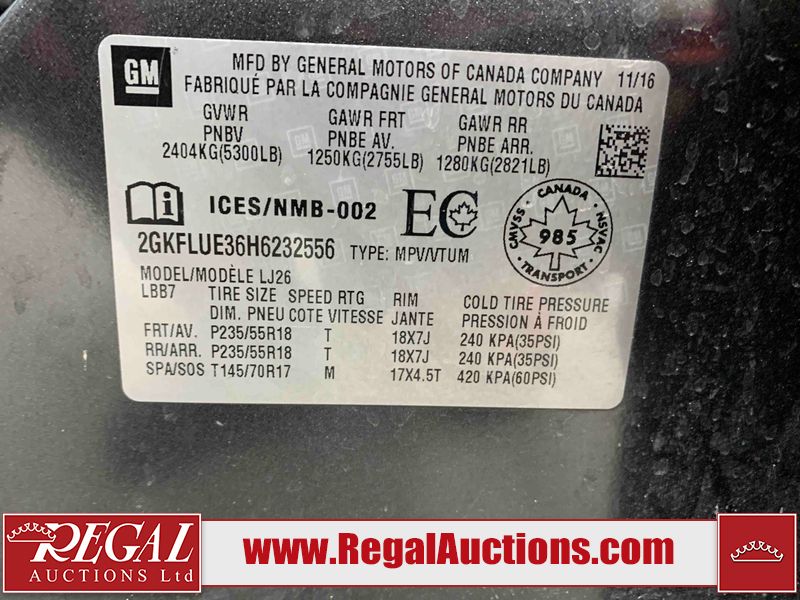 GM
MFD BY GENERAL MOTORS OF CANADA COMPANY 11/16
FABRIQUÉ PAR LA COMPAGNIE GENERAL MOTORS DU CANADA
GVWR GAWR FRT GAWR RR
PNBV PNBE AV. PNBE ARR.
2404KG(5300LB) 1250KG(2755LB) 1280KG(2821LB)
ICES/NMB-002 EC
CANADA CMVSS NSVAC 985 TRANSPORT
2GKFLUE36H6232556 TYPE: MPV/VTUM
MODEL/MODÈLE LJ26
LBB7 TIRE SIZE SPEED RTG RIM COLD TIRE PRESSURE
DIM. PNEU COTE VITESSE JANTE PRESSION À FROID
FRT/AV. P235/55R18 T 18X7J 240 KPA(35PSI)
RR/ARR. P235/55R18 T 18X7J 240 KPA(35PSI)
SPA/SOS T145/70R17 M 17X4.5T 420 KPA(60PSI)
REGAL
AUCTIONS Ltd
www.RegalAuctions.com